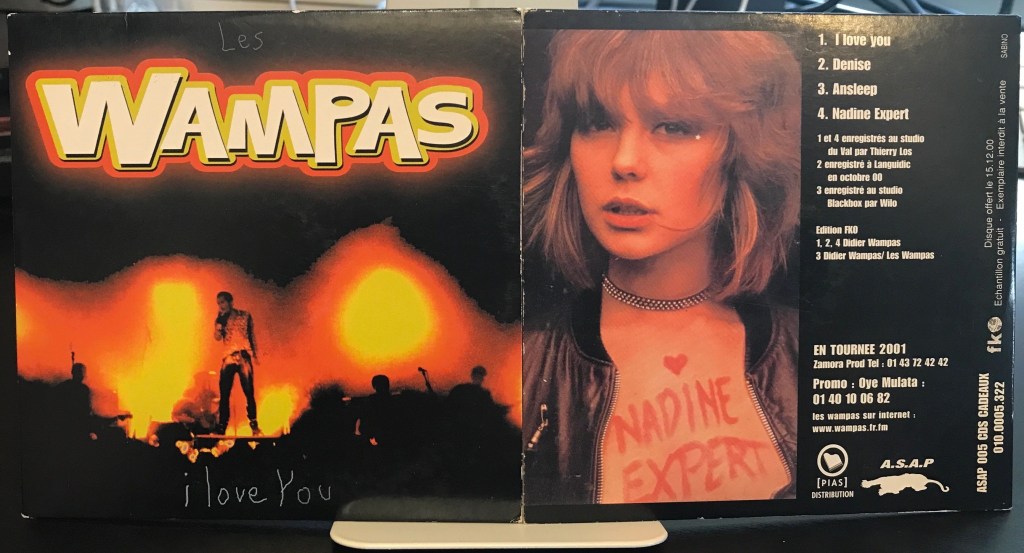 Les
WAMPAS
i love You
1. I love you
2. Denise
3. Ansleep
4. Nadine Expert
1 et 4 enregistrés au studio
du Val par Thierry Los
2 enregistré à Languidic
en octobre 00
3 enregistré au studio
Blackbox par Wilo
Edition FKO
1, 2, 4 Didier Wampas
3 Didier Wampas/ Les Wampas
EN TOURNEE 2001
Zamora Prod Tel : 01 43 72 42 42
Promo : Oye Mulata :
01 40 10 06 82
les wampas sur internet :
www.wampas.fr.fm
[PIAS]
DISTRIBUTION
A.S.A.P
NADINE
EXPERT
SABINO
Disque offert le 15.12.00
Echantillon gratuit - Exemplaire interdit à la vente
fko
ASAP 005 CDS CADEAUX
010.0005.322